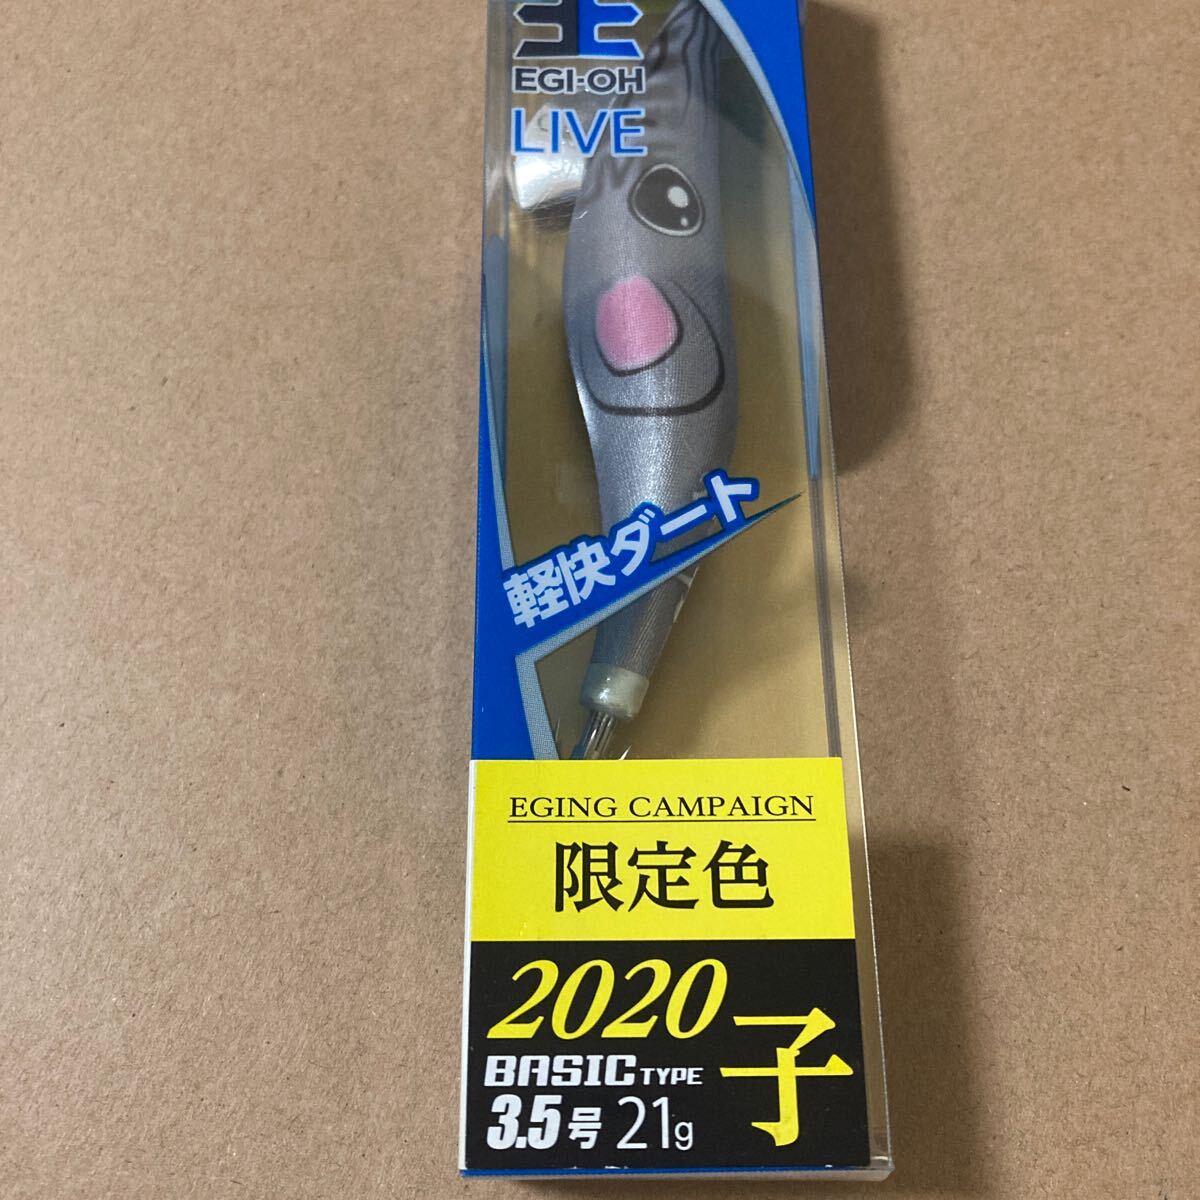 王
EGI-OH
LIVE
軽快ダート
EGING CAMPAIGN
限定色
2020
子
BASIC TYPE
3.5号 21g